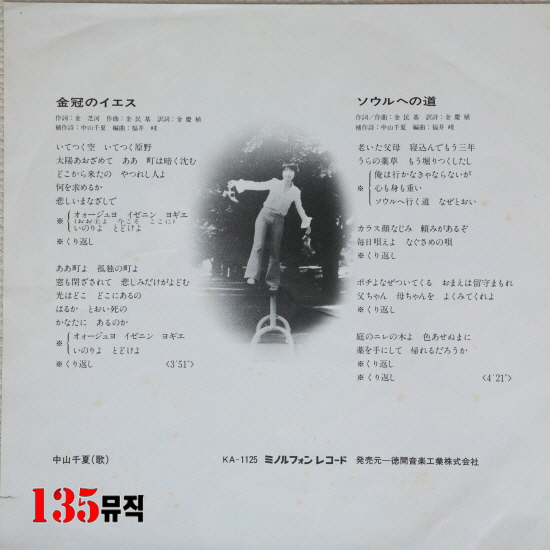 金冠のイエス
作詞：金 芝河　作曲：金 民基　訳詞：金 慶植
補作詩：中山千夏　編曲：福井 峻
いてつく空　いてつく原野
太陽あおざめて　ああ　町は暗く沈む
どこから来たの　やつれし人よ
何を求めるか
悲しいまなざして
※ オォージュヨ　イゼニン　ヨギエ
(おお主よ　今こそ　ここに)
いのりよ　とどけよ
※くり返し
ああ町よ　孤独の町よ
窓も閉ざされて　悲しみだけがよどむ
光はどこ　どこにあるの
はるか　とおい死の
かなたに　あるのか
※ オォージュヨ　イゼニン　ヨギエ
いのりよ　とどけよ
※くり返し　〈3′51″〉
ソウルへの道
作詞／作曲：金 民基　訳詩：金 慶植
補作詩：中山千夏　編曲：福井 峻
老いた父母　寝込んでもう三年
うらの薬草　もう堀りつくしたし
※ 俺は行かなきゃならないが
心も身も重い
ソウルへ行く道　なぜとおい
カラス顔なじみ　頼みがあるぞ
毎日唄えよ　なぐさめの唄
※くり返し
ポチよなぜついてくる　おまえは留守まもれ
父ちゃん　母ちゃんを　よくみてくれよ
※くり返し
庭のニレの木よ　色あせぬまに
薬を手にして　帰れるだろうか
※くり返し　〈4′21″〉
中山千夏(歌)　KA-1125 ミノルフォン レコード　発売元—徳間音楽工業株式会社
135뮤직